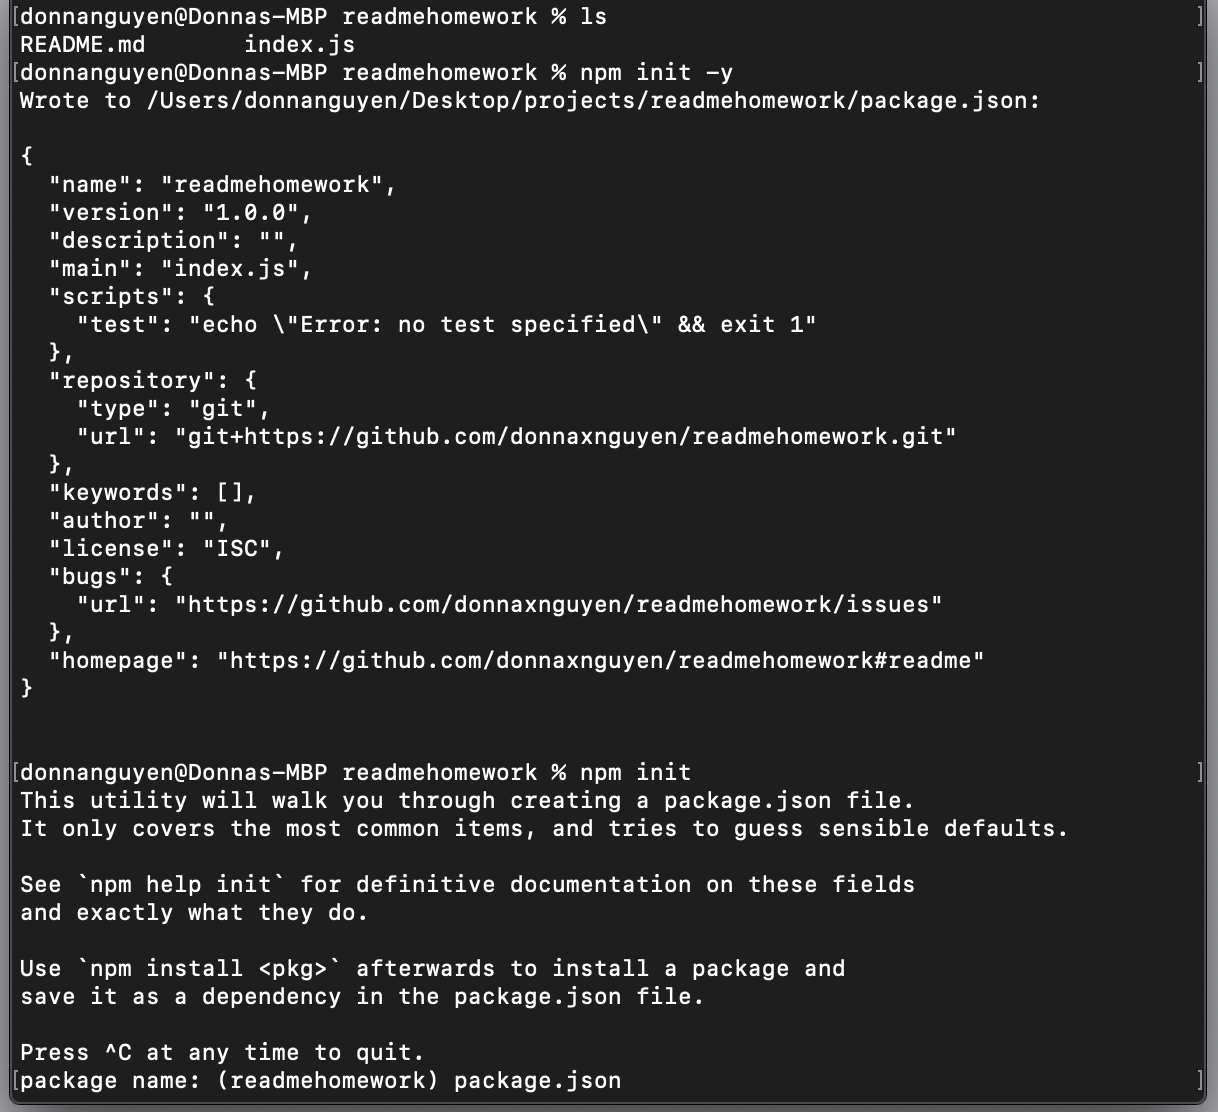 [donnanguyen@Donnas-MBP readmehomework % ls ]
README.md index.js
[donnanguyen@Donnas-MBP readmehomework % npm init -y ]
Wrote to /Users/donnanguyen/Desktop/projects/readmehomework/package.json:
{
"name": "readmehomework",
"version": "1.0.0",
"description": "",
"main": "index.js",
"scripts": {
"test": "echo \"Error: no test specified\" && exit 1"
},
"repository": {
"type": "git",
"url": "git+https://github.com/donnaxnguyen/readmehomework.git"
},
"keywords": [],
"author": "",
"license": "ISC",
"bugs": {
"url": "https://github.com/donnaxnguyen/readmehomework/issues"
},
"homepage": "https://github.com/donnaxnguyen/readmehomework#readme"
}
[donnanguyen@Donnas-MBP readmehomework % npm init ]
This utility will walk you through creating a package.json file.
It only covers the most common items, and tries to guess sensible defaults.
See `npm help init` for definitive documentation on these fields
and exactly what they do.
Use `npm install <pkg>` afterwards to install a package and
save it as a dependency in the package.json file.
Press ^C at any time to quit.
[package name: (readmehomework) package.json ]